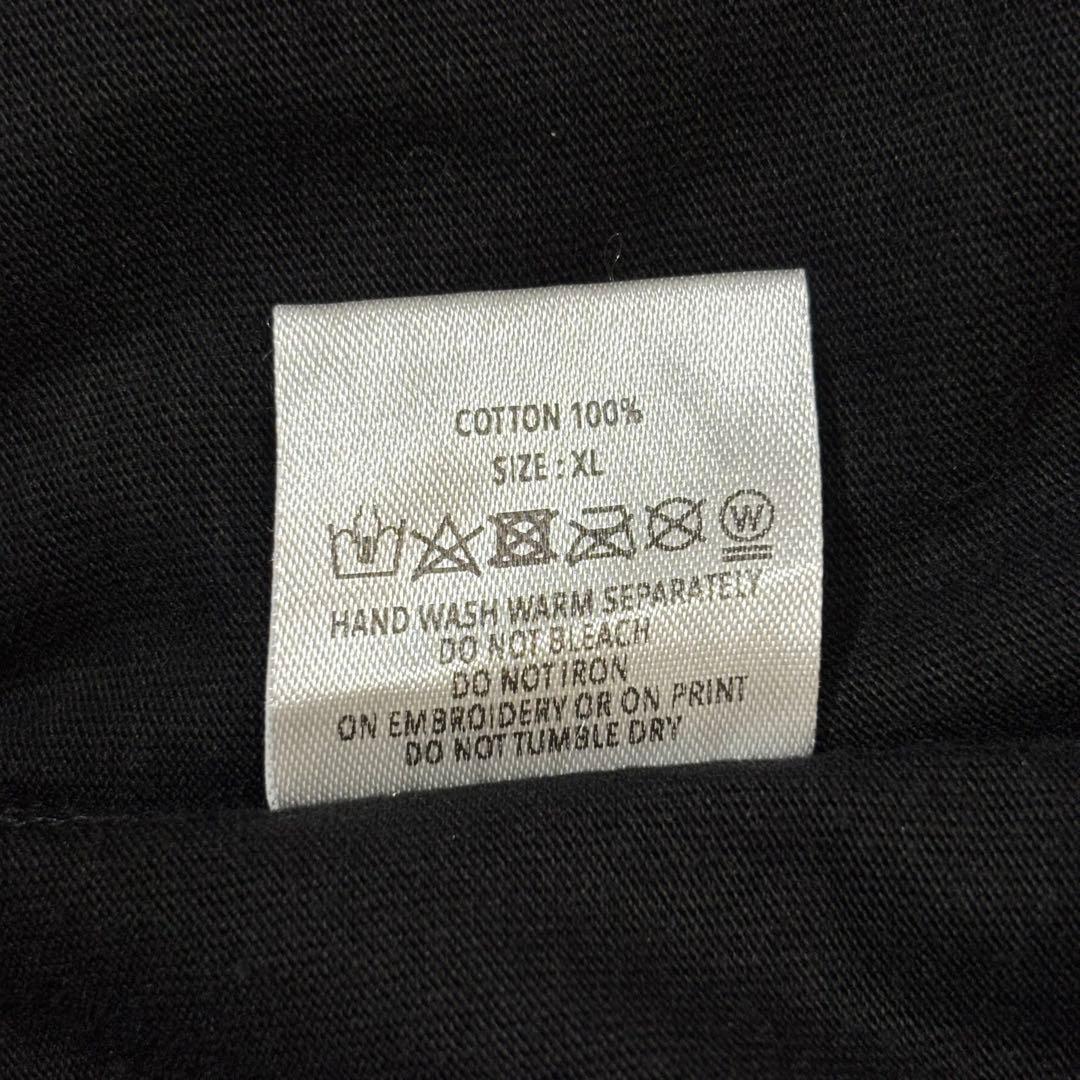 COTTON 100%
SIZE : XL
W
HAND WASH WARM SEPARATELY
DO NOT BLEACH
DO NOT IRON
ON EMBROIDERY OR ON PRINT
DO NOT TUMBLE DRY